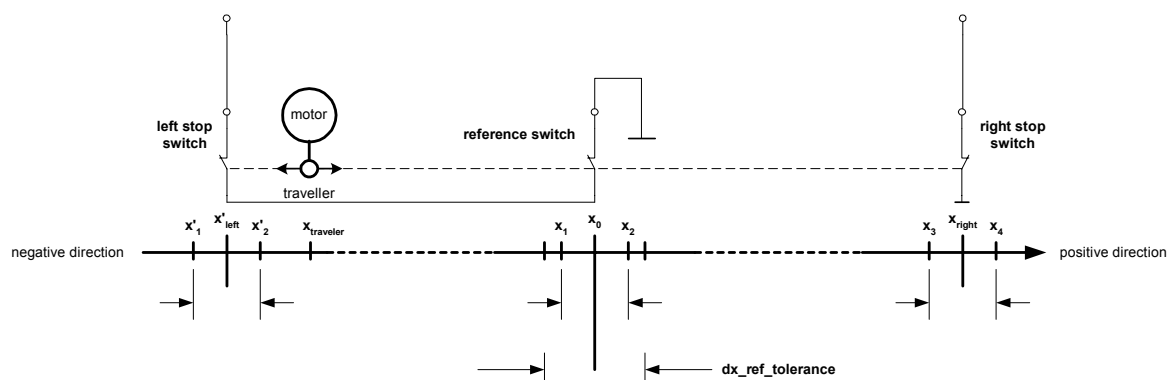 motor
left stop
switch
reference switch
right stop
switch
traveller
x'1
x'left
x'2
xtraveler
x1
x0
x2
x3
xright
x4
negative direction
positive direction
dx_ref_tolerance